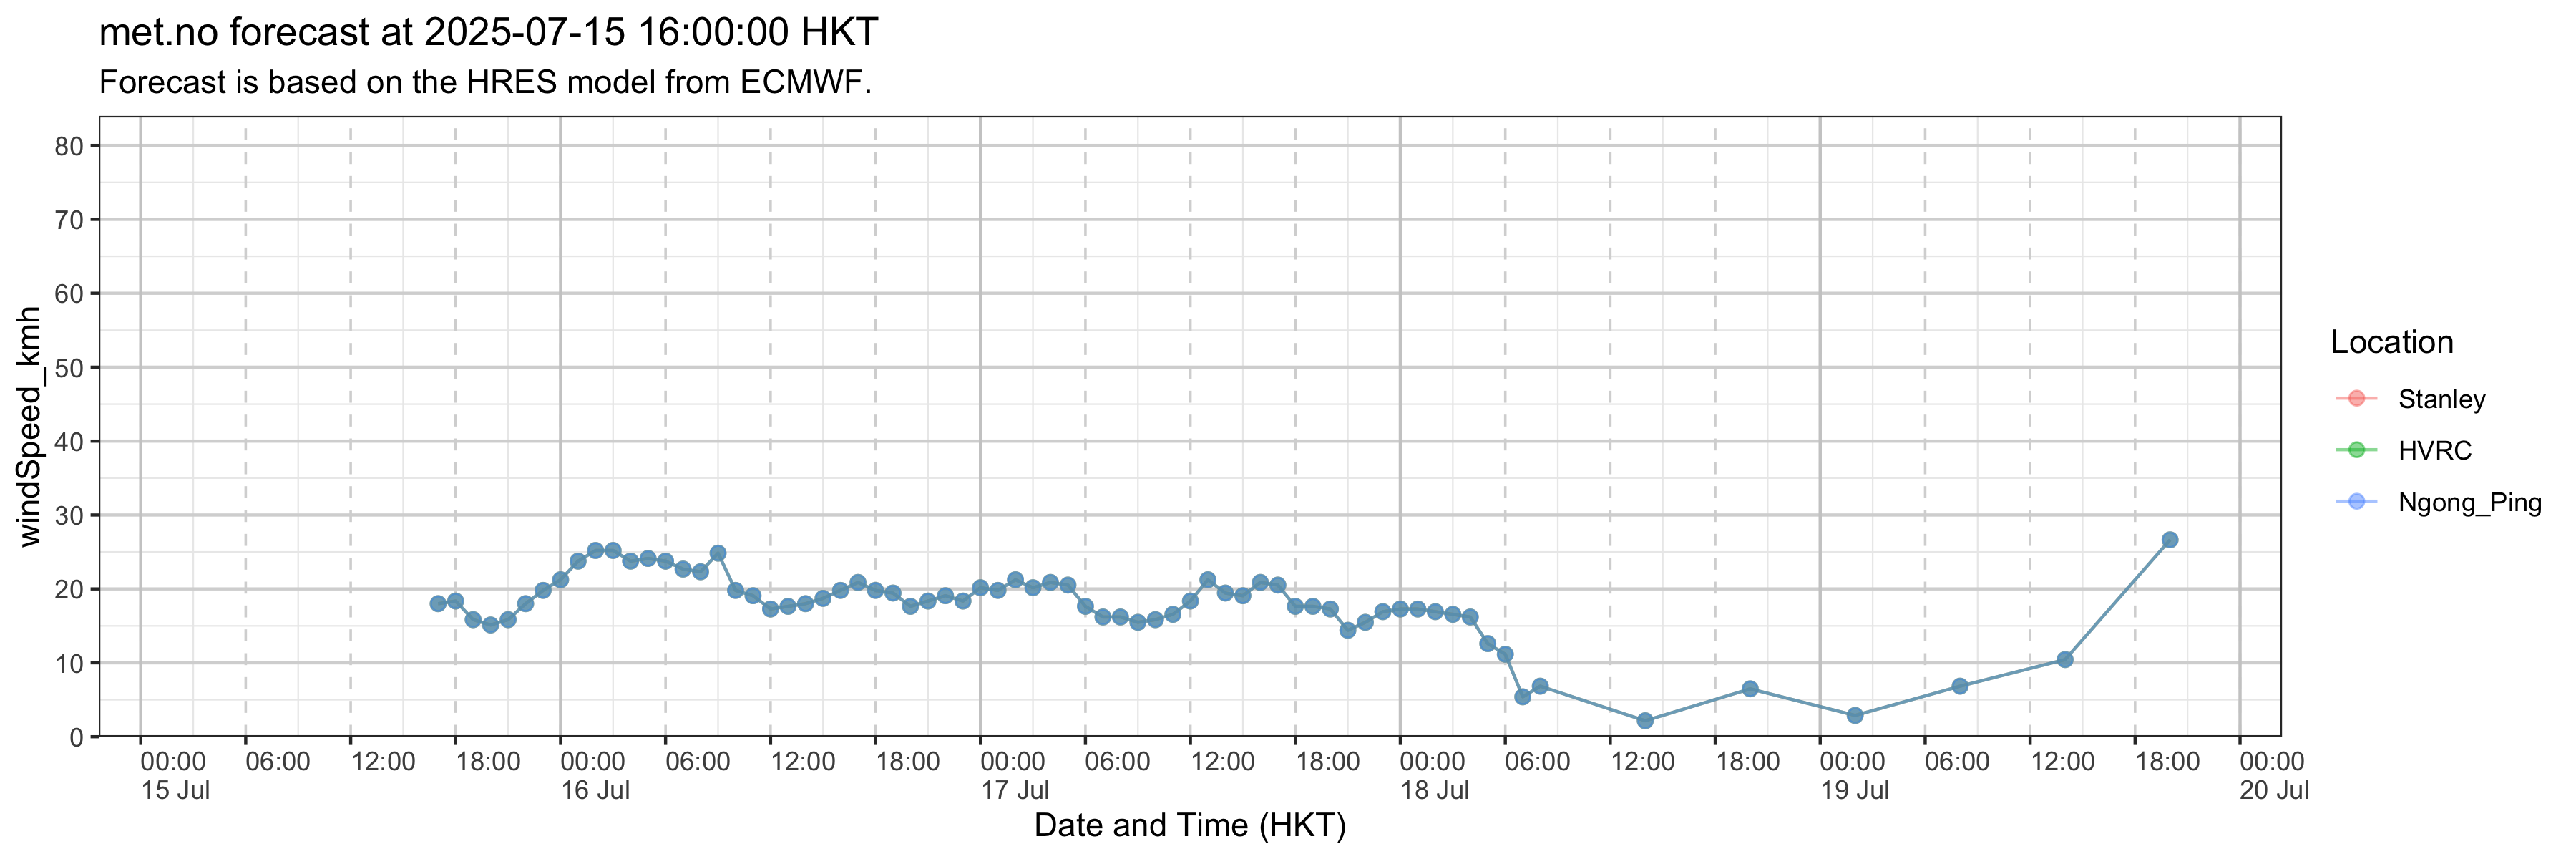 met.no forecast at 2025-07-15 16:00:00 HKT
Forecast is based on the HRES model from ECMWF.
windSpeed_kmh
80
70
60
50
40
30
20
10
0
00:00 06:00 12:00 18:00 00:00 06:00 12:00 18:00 00:00 06:00 12:00 18:00 00:00 06:00 12:00 18:00 00:00 06:00 12:00 18:00 00:00
15 Jul 16 Jul 17 Jul 18 Jul 19 Jul 20 Jul
Date and Time (HKT)
Location
Stanley
HVRC
Ngong_Ping